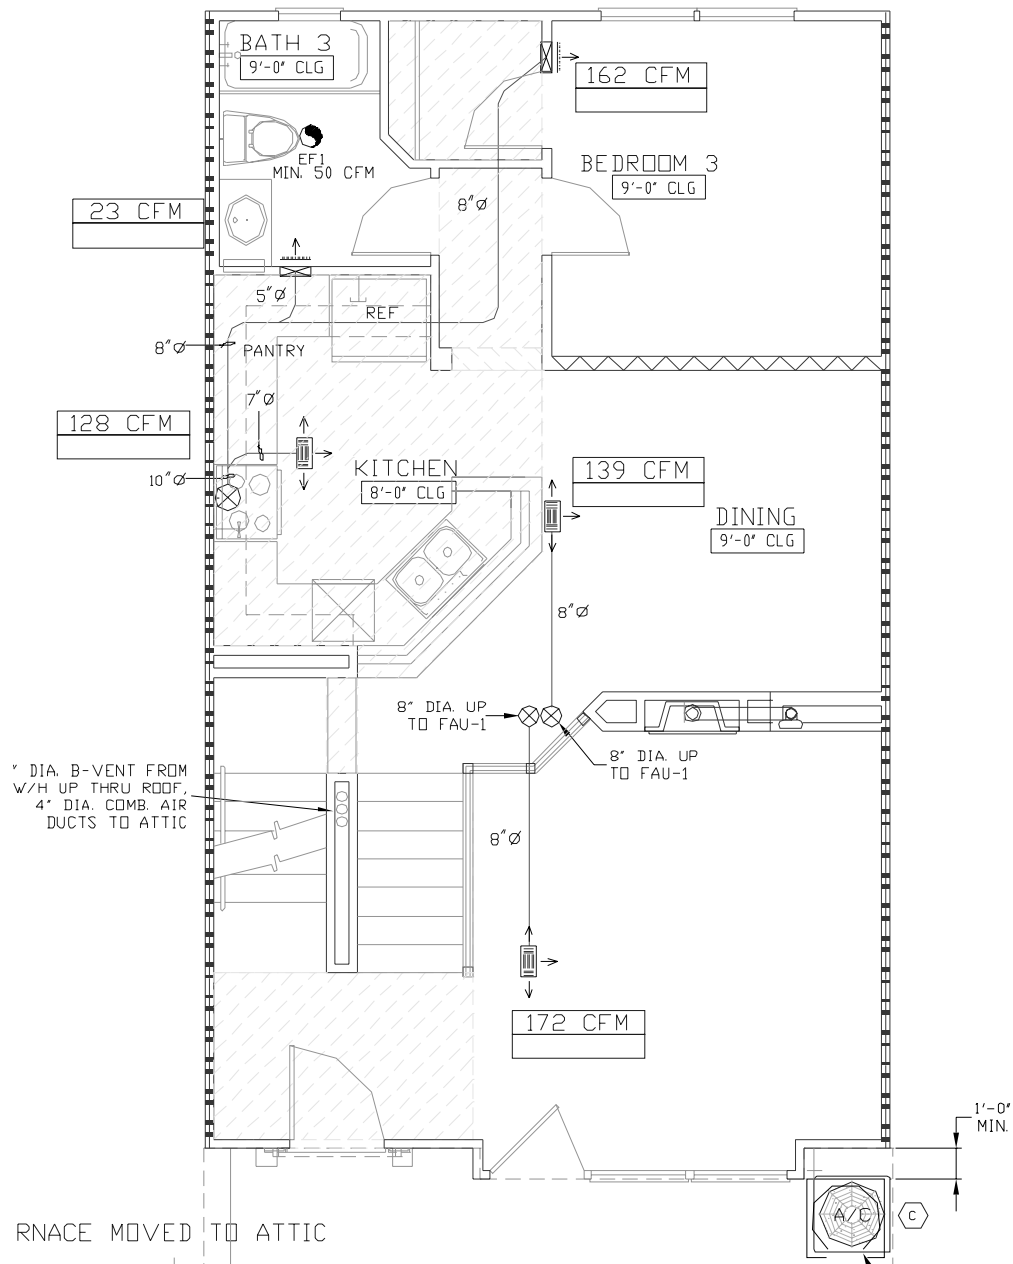 BATH 3
9'-0" CLG
162 CFM
EF1
MIN. 50 CFM
BEDROOM 3
9'-0" CLG
23 CFM
8"Ø
5"Ø
REF
8"Ø
PANTRY
7"Ø
128 CFM
KITCHEN
8'-0" CLG
139 CFM
10"Ø
DINING
9'-0" CLG
8"Ø
8" DIA. UP
TO FAU-1
8" DIA. UP
TO FAU-1
" DIA. B-VENT FROM
W/H UP THRU ROOF,
4" DIA. COMB. AIR
DUCTS TO ATTIC
8"Ø
172 CFM
1'-0"
MIN.
A/C
C
RNACE MOVED TO ATTIC